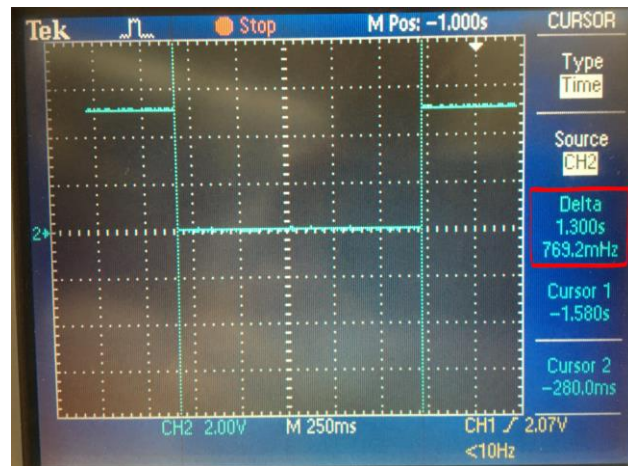 Tek Stop M Pos: -1.000s CURSOR
Type
Time
Source
CH2
Delta
1.300s
769.2mHz
Cursor 1
-1.580s
Cursor 2
-280.0ms
2
CH2 2.00V M 250ms CH1 2.07V
<10Hz